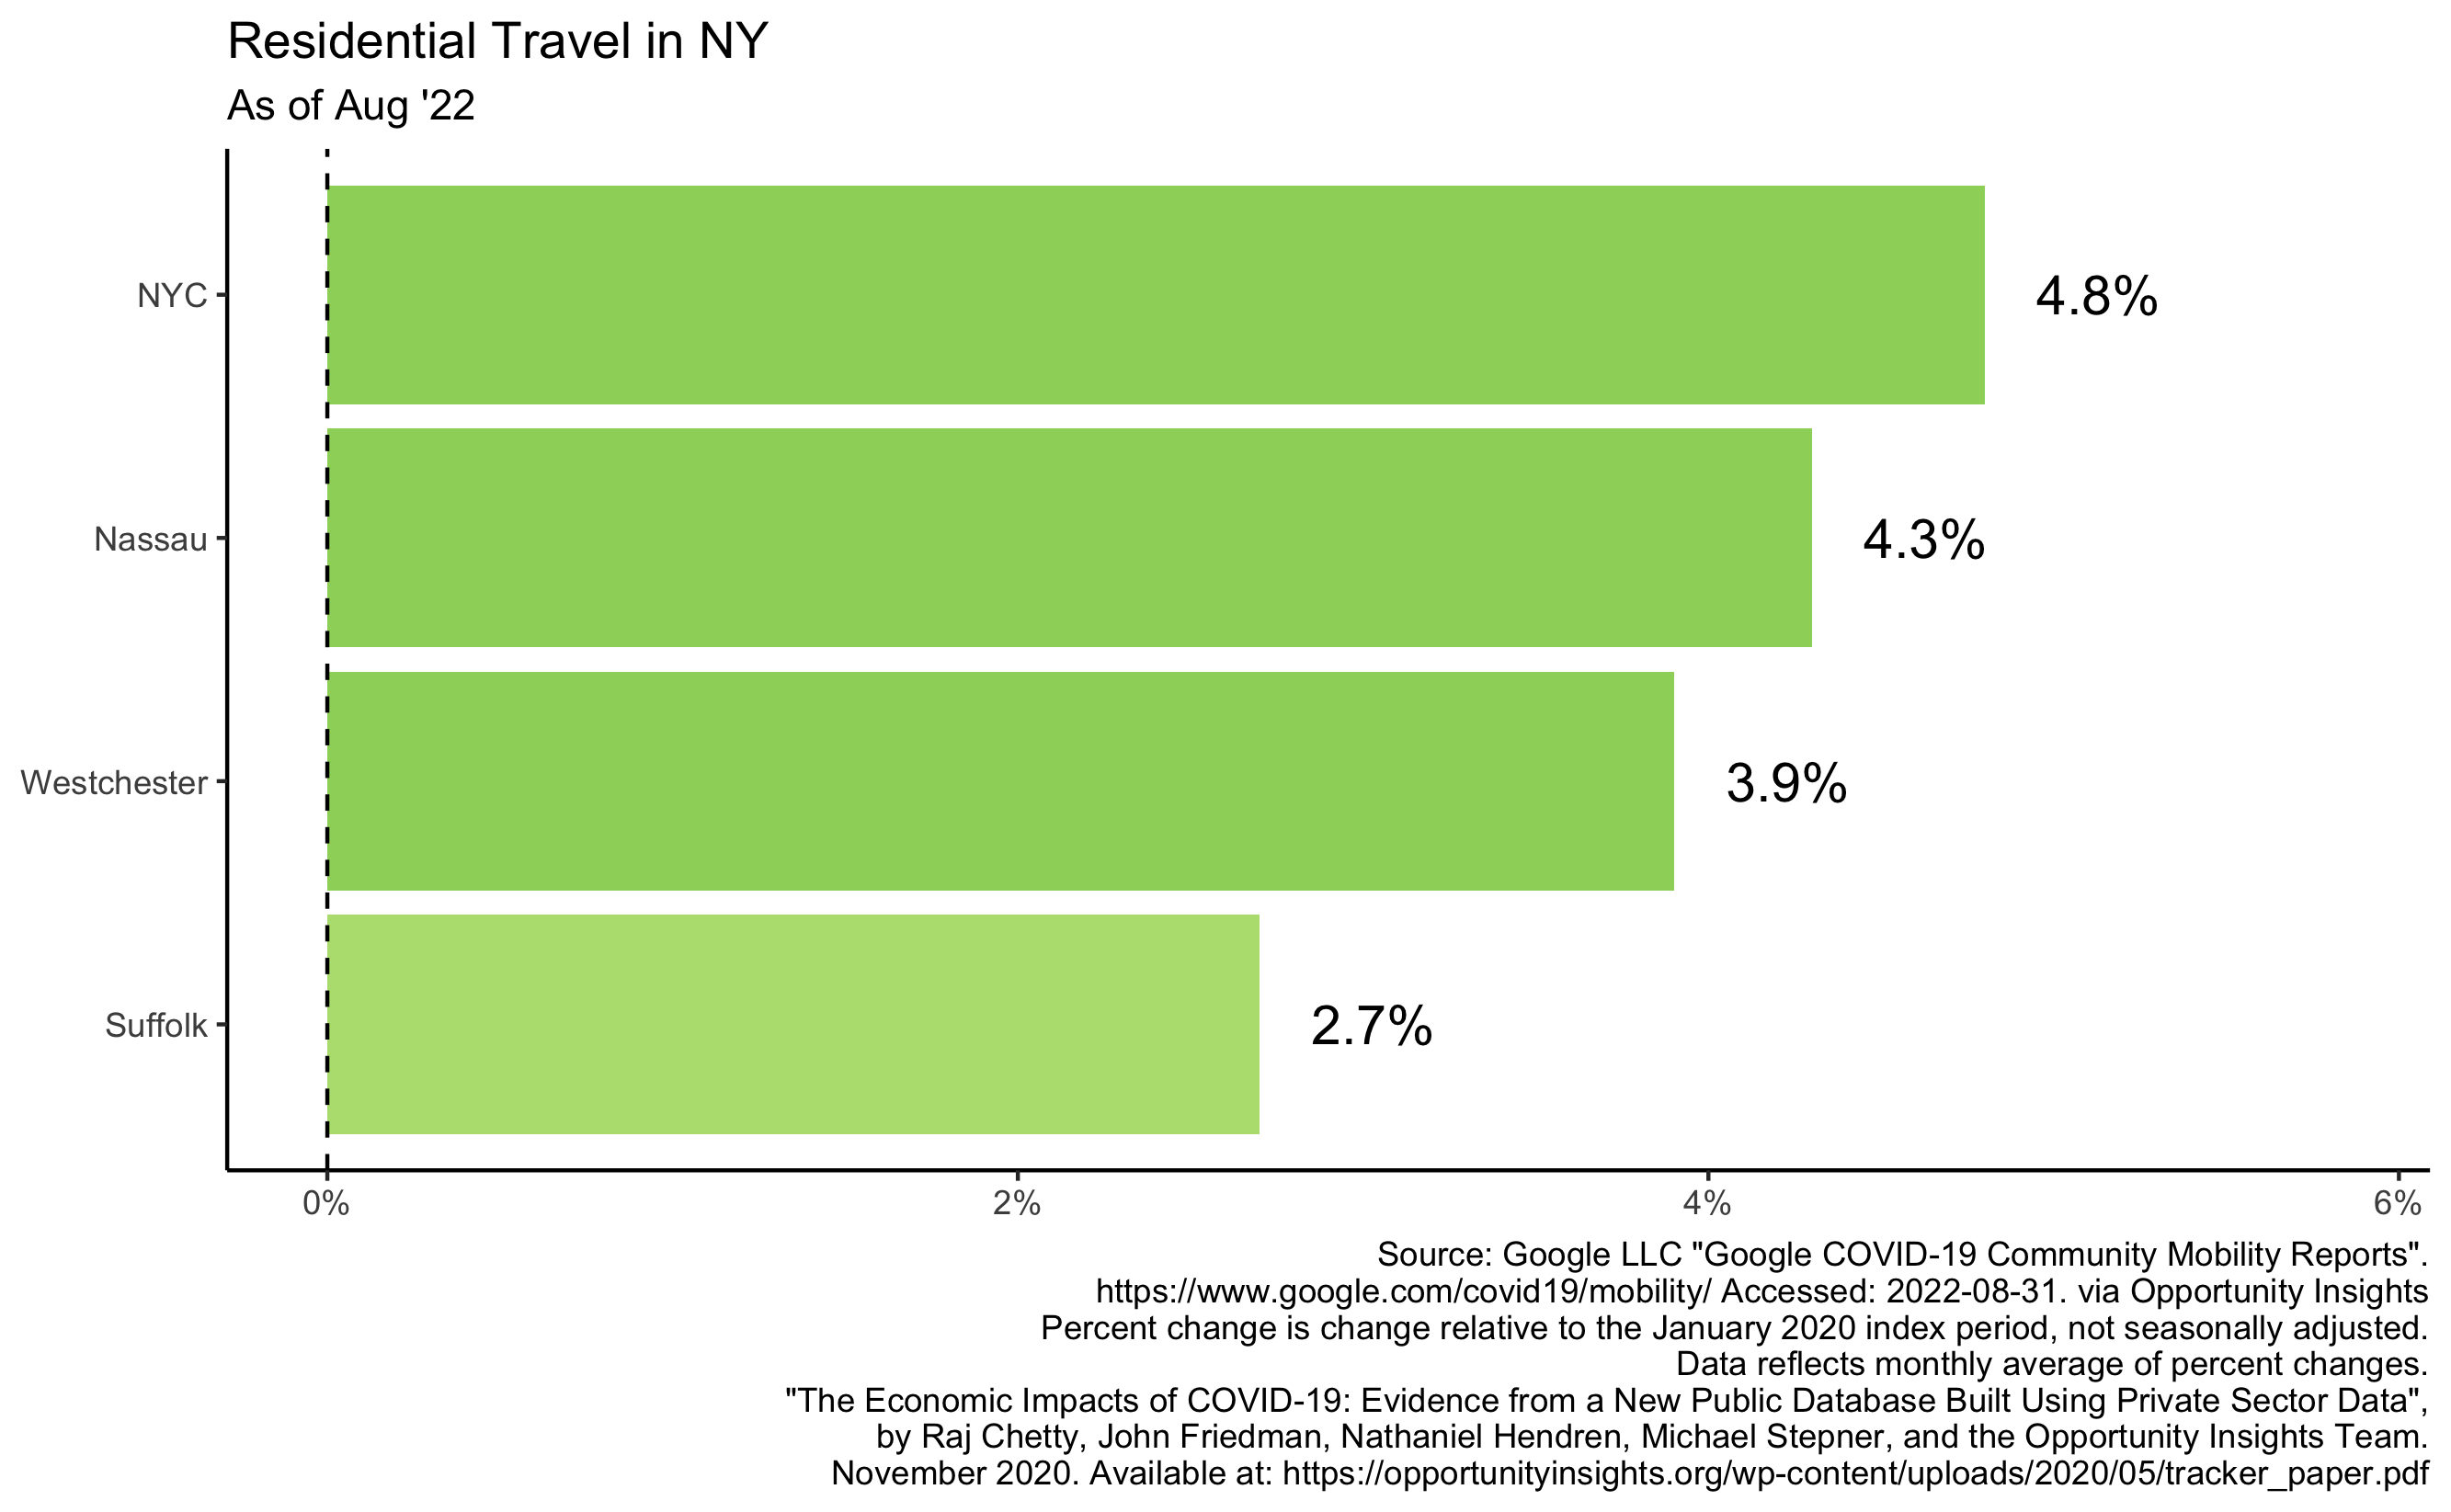 Residential Travel in NY
As of Aug '22
NYC
4.8%
Nassau
4.3%
Westchester
3.9%
Suffolk
2.7%
0% 2% 4% 6%
Source: Google LLC "Google COVID-19 Community Mobility Reports".
https://www.google.com/covid19/mobility/ Accessed: 2022-08-31. via Opportunity Insights
Percent change is change relative to the January 2020 index period, not seasonally adjusted.
Data reflects monthly average of percent changes.
"The Economic Impacts of COVID-19: Evidence from a New Public Database Built Using Private Sector Data",
by Raj Chetty, John Friedman, Nathaniel Hendren, Michael Stepner, and the Opportunity Insights Team.
November 2020. Available at: https://opportunityinsights.org/wp-content/uploads/2020/05/tracker_paper.pdf